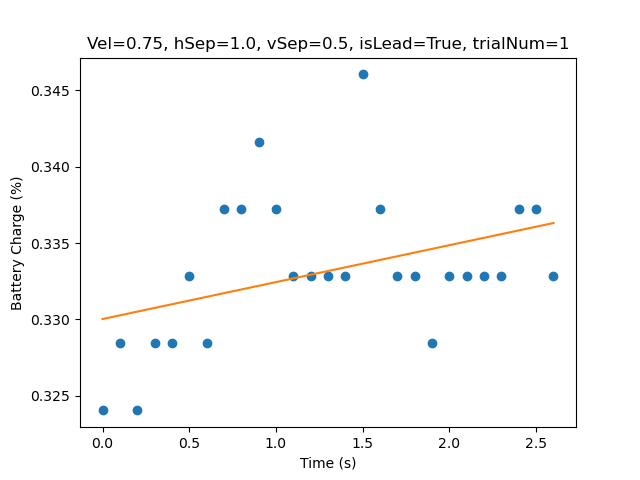 Vel=0.75, hSep=1.0, vSep=0.5, isLead=True, trialNum=1
0.345
0.340
0.335
0.330
0.325
Battery Charge (%)
0.0 0.5 1.0 1.5 2.0 2.5
Time (s)